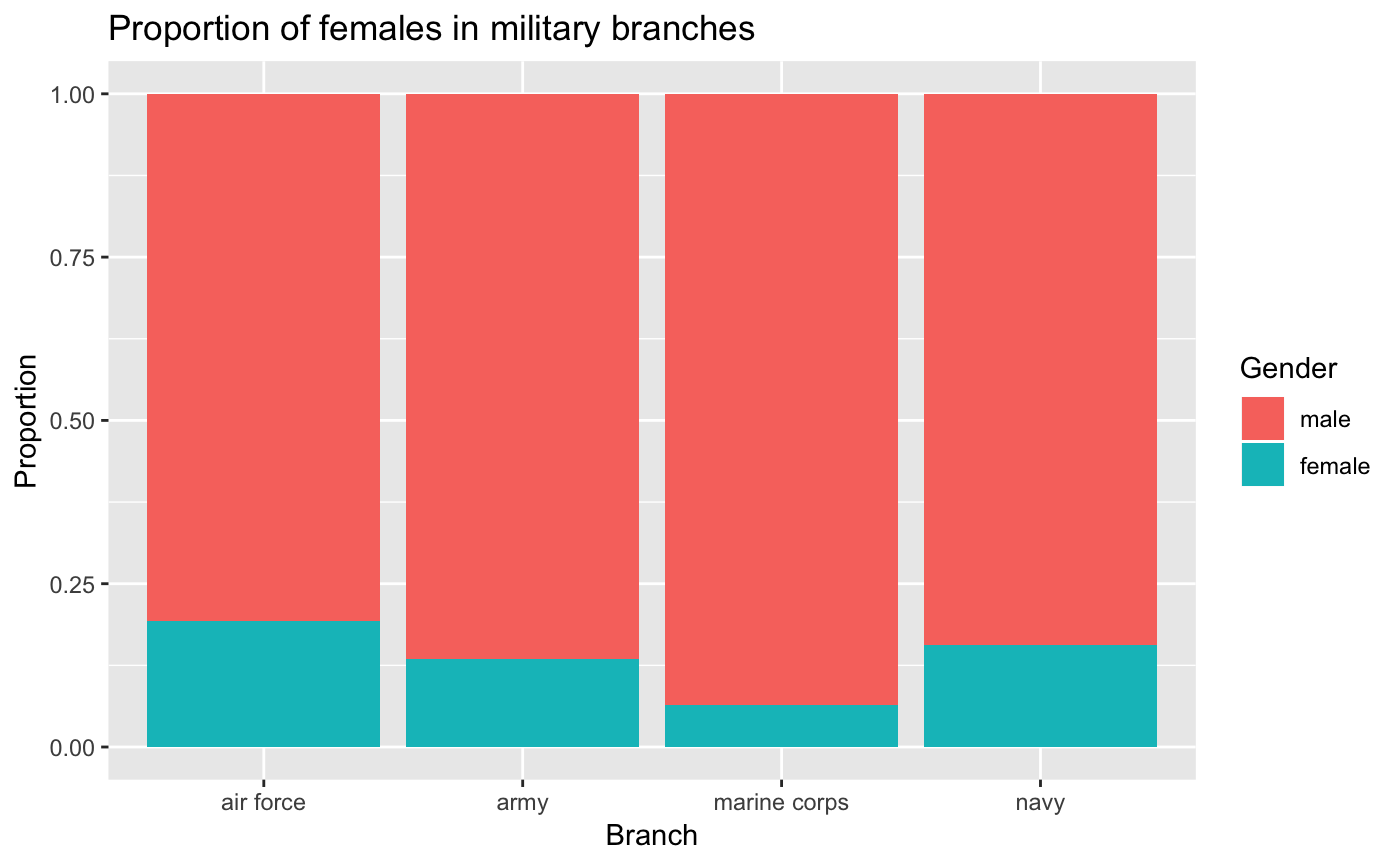 Proportion of females in military branches
1.00
0.75
0.50
0.25
0.00
Proportion
air force army marine corps navy
Branch
Gender
male
female